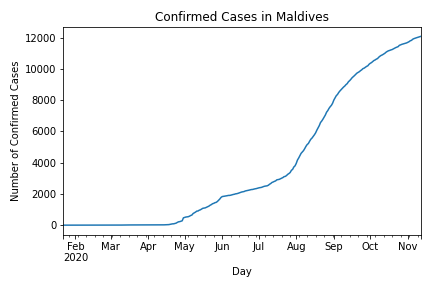 Confirmed Cases in Maldives
Number of Confirmed Cases
12000
10000
8000
6000
4000
2000
0
Feb Mar Apr May Jun Jul Aug Sep Oct Nov
2020
Day